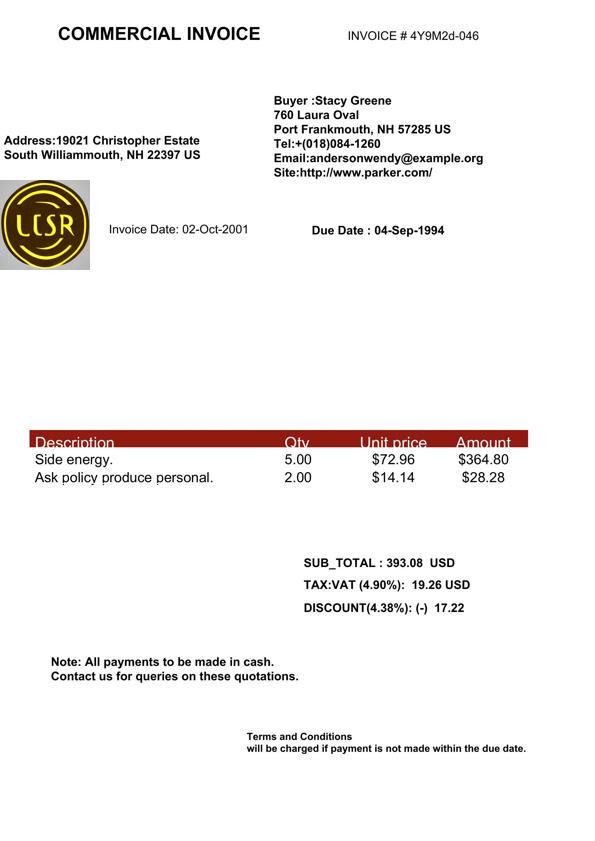 COMMERCIAL INVOICE
INVOICE # 4Y9M2d-046
Buyer :Stacy Greene
760 Laura Oval
Port Frankmouth, NH 57285 US
Tel:+(018)084-1260
Email:andersonwendy@example.org
Site:http://www.parker.com/
Address:19021 Christopher Estate
South Williammouth, NH 22397 US
LCSR
Invoice Date: 02-Oct-2001
Due Date : 04-Sep-1994
Description Qty Unit price Amount
Side energy. 5.00 $72.96 $364.80
Ask policy produce personal. 2.00 $14.14 $28.28
SUB_TOTAL : 393.08 USD
TAX:VAT (4.90%): 19.26 USD
DISCOUNT(4.38%): (-) 17.22
Note: All payments to be made in cash.
Contact us for queries on these quotations.
Terms and Conditions
will be charged if payment is not made within the due date.